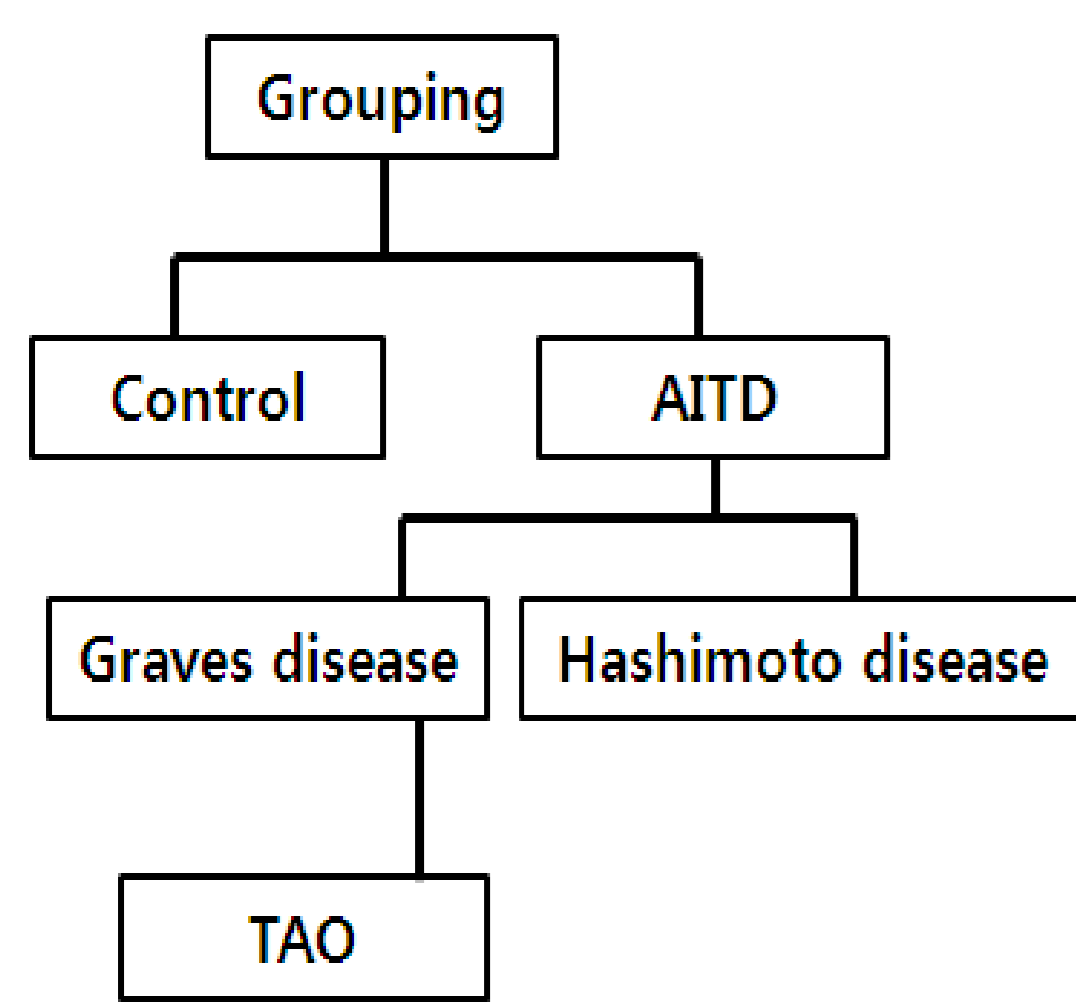 Grouping
Control
AITD
Graves disease
Hashimoto disease
TAO